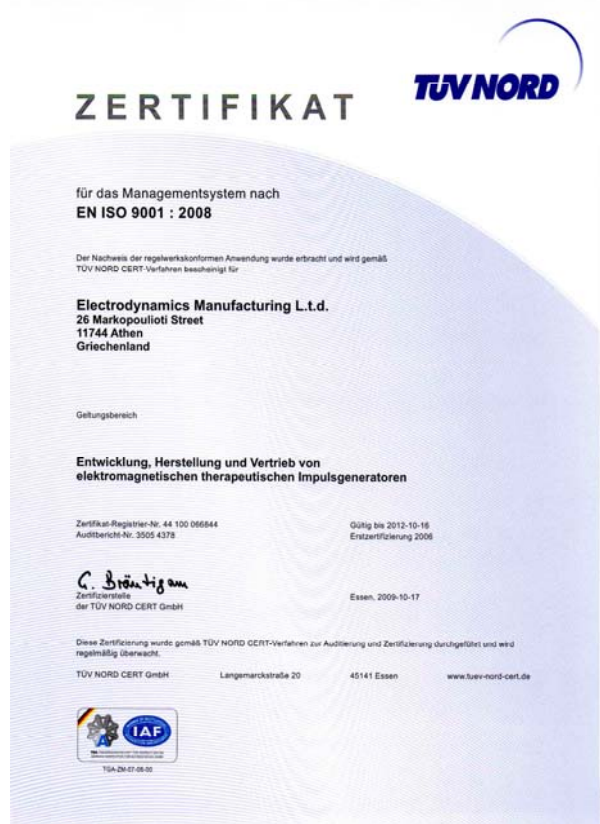 TÜV NORD
ZERTIFIKAT
für das Managementsystem nach
EN ISO 9001 : 2008
Der Nachweis der regelwerkskonformen Anwendung wurde erbracht und wird gemäß
TÜV NORD CERT-Verfahren bescheinigt für
Electrodynamics Manufacturing L.t.d.
26 Markopoulioti Street
11744 Athen
Griechenland
Geltungsbereich
Entwicklung, Herstellung und Vertrieb von
elektromagnetischen therapeutischen Impulsgeneratoren
Zertifikat-Registrier-Nr. 44 100 066844
Auditbericht-Nr. 3505 4378
Gültig bis 2012-10-16
Erstzertifizierung 2006
G. Bräutigam
Zertifizierstelle
der TÜV NORD CERT GmbH
Essen, 2009-10-17
Diese Zertifizierung wurde gemäß TÜV NORD CERT-Verfahren zur Auditierung und Zertifizierung durchgeführt und wird
regelmäßig überwacht.
TÜV NORD CERT GmbH Langemarckstraße 20 45141 Essen www.tuev-nord-cert.de
IAF
TGA-ZM-07-06-00